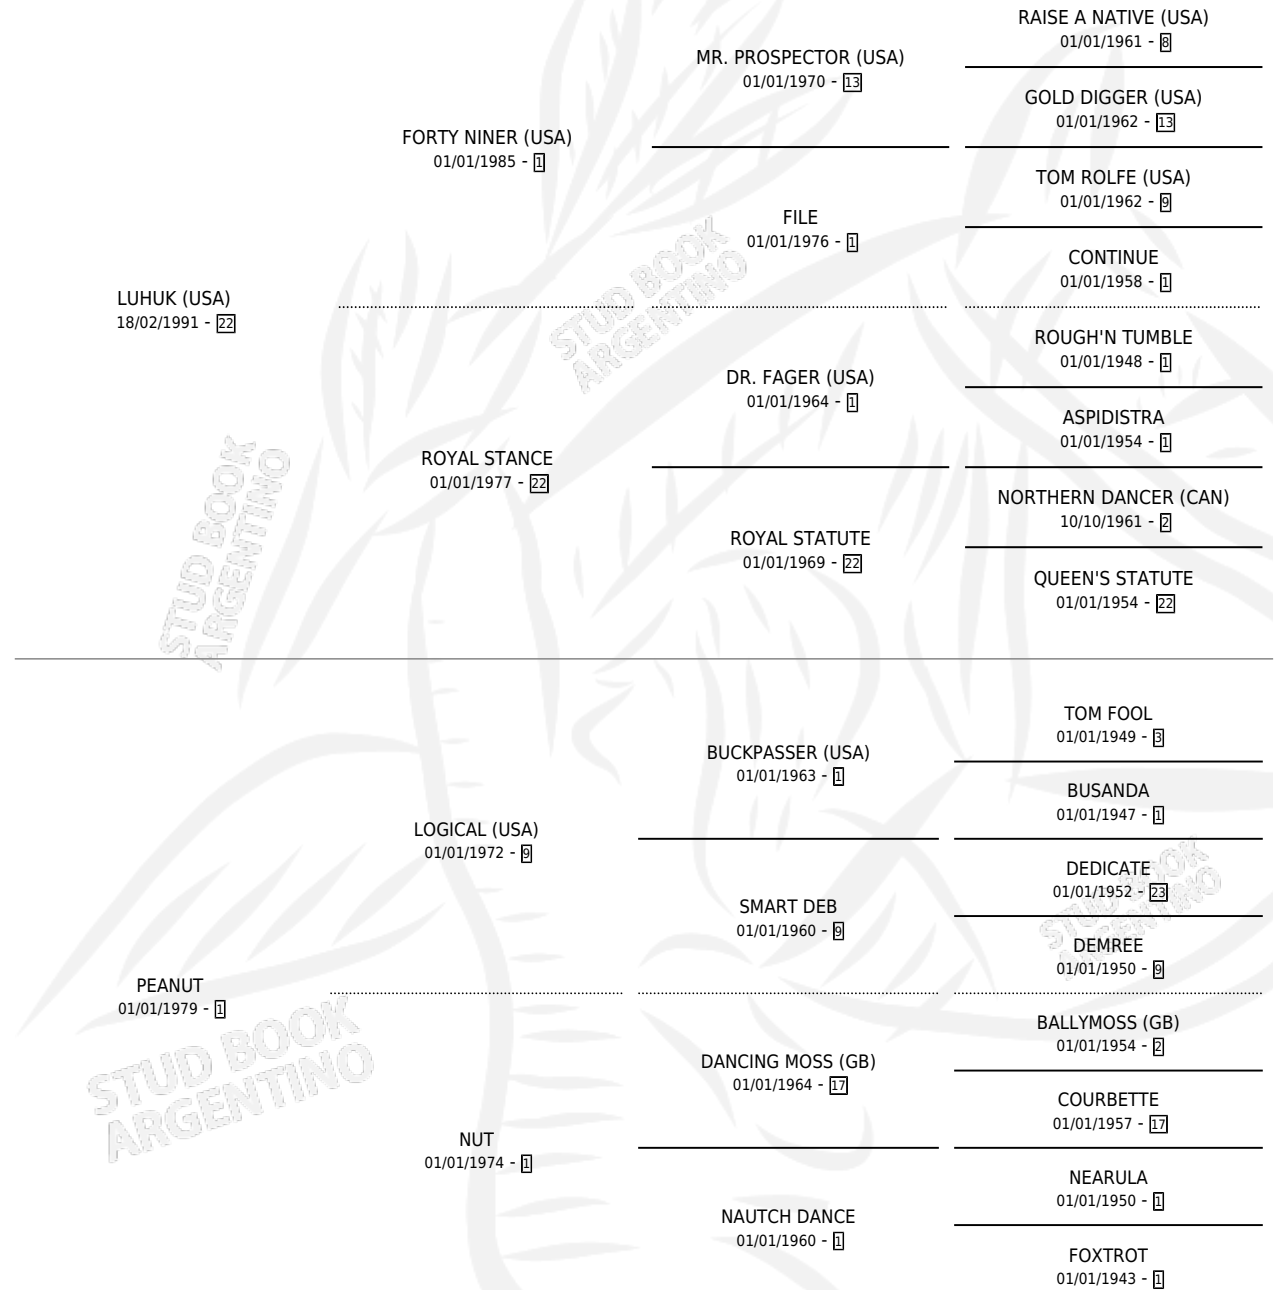 RAISE A NATIVE (USA)
01/01/1961 - 8
MR. PROSPECTOR (USA)
01/01/1970 - 13
GOLD DIGGER (USA)
01/01/1962 - 13
FORTY NINER (USA)
01/01/1985 - 1
TOM ROLFE (USA)
01/01/1962 - 9
FILE
01/01/1976 - 1
CONTINUE
01/01/1958 - 1
LUHUK (USA)
18/02/1991 - 22
ROUGH'N TUMBLE
01/01/1948 - 1
DR. FAGER (USA)
01/01/1964 - 1
ASPIDISTRA
01/01/1954 - 1
ROYAL STANCE
01/01/1977 - 22
NORTHERN DANCER (CAN)
10/10/1961 - 2
ROYAL STATUTE
01/01/1969 - 22
QUEEN'S STATUTE
01/01/1954 - 22
TOM FOOL
01/01/1949 - 3
BUCKPASSER (USA)
01/01/1963 - 1
BUSANDA
01/01/1947 - 1
LOGICAL (USA)
01/01/1972 - 9
DEDICATE
01/01/1952 - 23
SMART DEB
01/01/1960 - 9
DEMREE
01/01/1950 - 9
PEANUT
01/01/1979 - 1
BALLYMOSS (GB)
01/01/1954 - 2
DANCING MOSS (GB)
01/01/1964 - 17
COURBETTE
01/01/1957 - 17
NUT
01/01/1974 - 1
NEARULA
01/01/1950 - 1
NAUTCH DANCE
01/01/1960 - 1
FOXTROT
01/01/1943 - 1
STUD BOOK
ARGENTINO
STUD BOOK
ARGENTINO
STUD BOOK
ARGENTINO
STUD BOOK
ARGENTINO